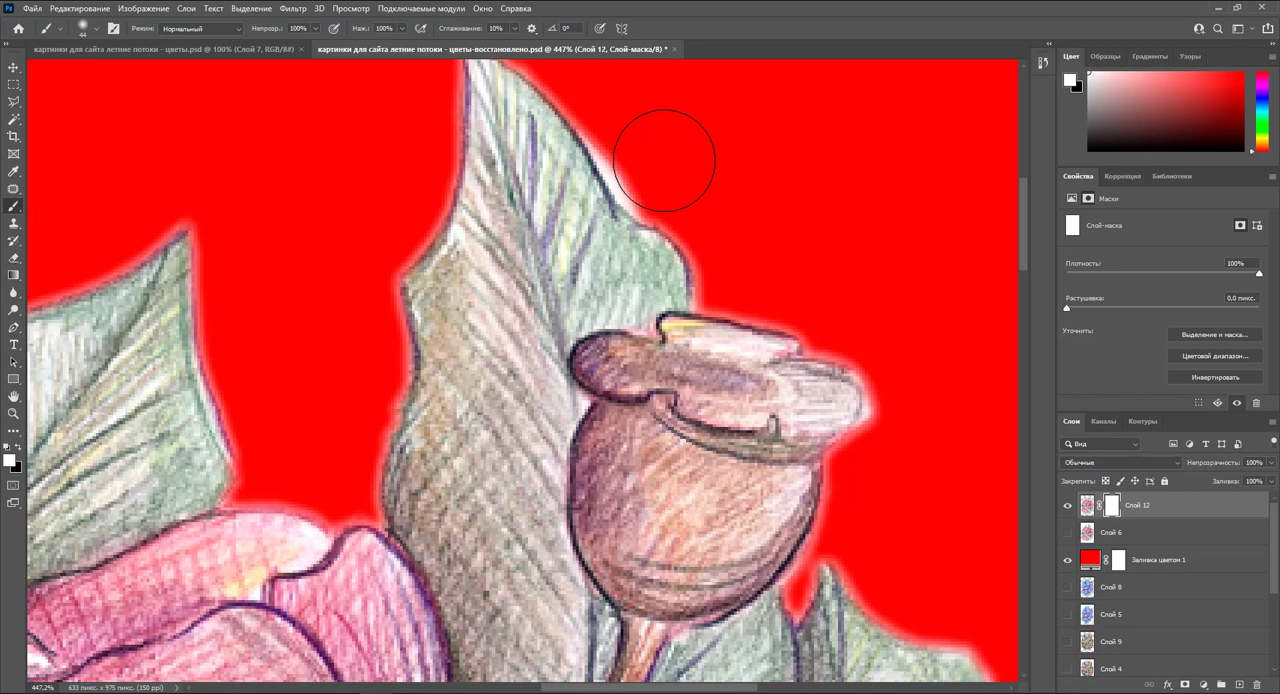 Ps Файл Редактирование Изображение Слои Текст Выделение Фильтр 3D Просмотр Подключаемые модули Окно Справка
44 Режим: Нормальный Непрозр.: 100% Наж.: 100% Сглаживание: 10% 0°
картинки для сайта летние потоки - цветы.psd @ 100% (Слой 7, RGB/8#) × картинки для сайта летние потоки - цветы-восстановлено.psd @ 447% (Слой 12, Слой-маска/8) * ×
Цвет Образцы Градиенты Узоры
Свойства Коррекция Библиотеки
Маски
Слой-маска
Плотность: 100%
Растушевка: 0,0 пикс.
Уточнить: Выделение и маска...
Цветовой диапазон...
Инвертировать
Слои Каналы Контуры
Вид
Обычные Непрозрачность: 100%
Закрепить: Заливка: 100%
Слой 12
Слой 6
Заливка цветом 1
Слой 8
Слой 5
Слой 9
Слой 4
447,2% 633 пикс. x 975 пикс. (150 ppi)